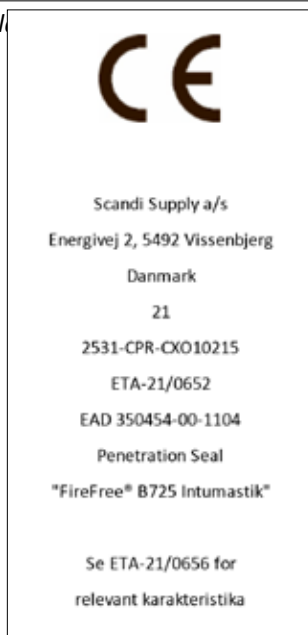 CE
Scandi Supply a/s
Energivej 2, 5492 Vissenbjerg
Danmark
21
2531-CPR-CXO10215
ETA-21/0652
EAD 350454-00-1104
Penetration Seal
"FireFree® B725 Intumastik"
Se ETA-21/0656 for
relevant karakteristika